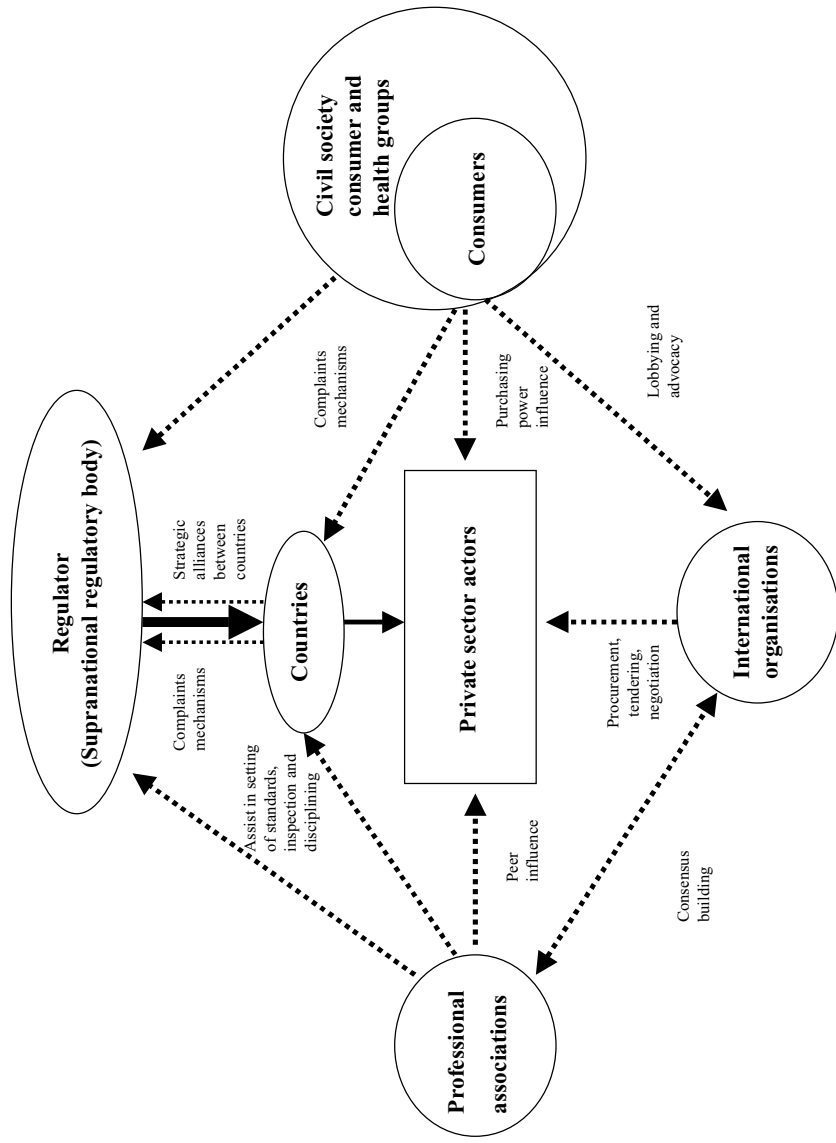 Regulator
(Supranational regulatory body)
Complaints
mechanisms
Strategic
alliances
between
countries
Countries
Assist in setting
of standards,
inspection and
disciplining
Complaints
mechanisms
Civil society
consumer and
health groups
Consumers
Professional
associations
Peer
influence
Private sector actors
Purchasing
power
influence
Procurement,
tendering,
negotiation
Lobbying and
advocacy
Consensus
building
International
organisations